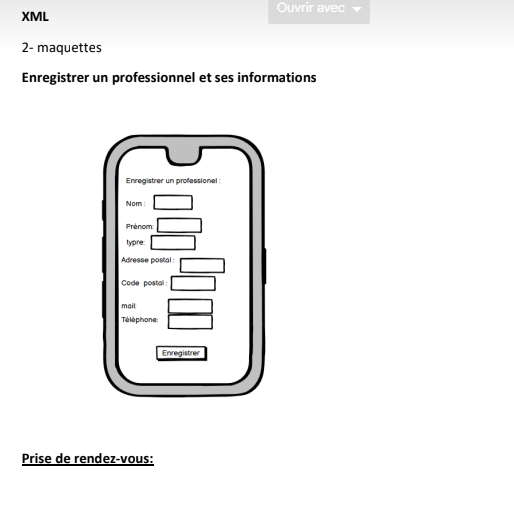 Ouvrir avec
XML
2- maquettes
Enregistrer un professionnel et ses informations
Enregistrer un professionel :
Nom :
Prénom:
typre:
Adresse postal :
Code postal :
mail:
Téléphone:
Enregistrer
Prise de rendez-vous: